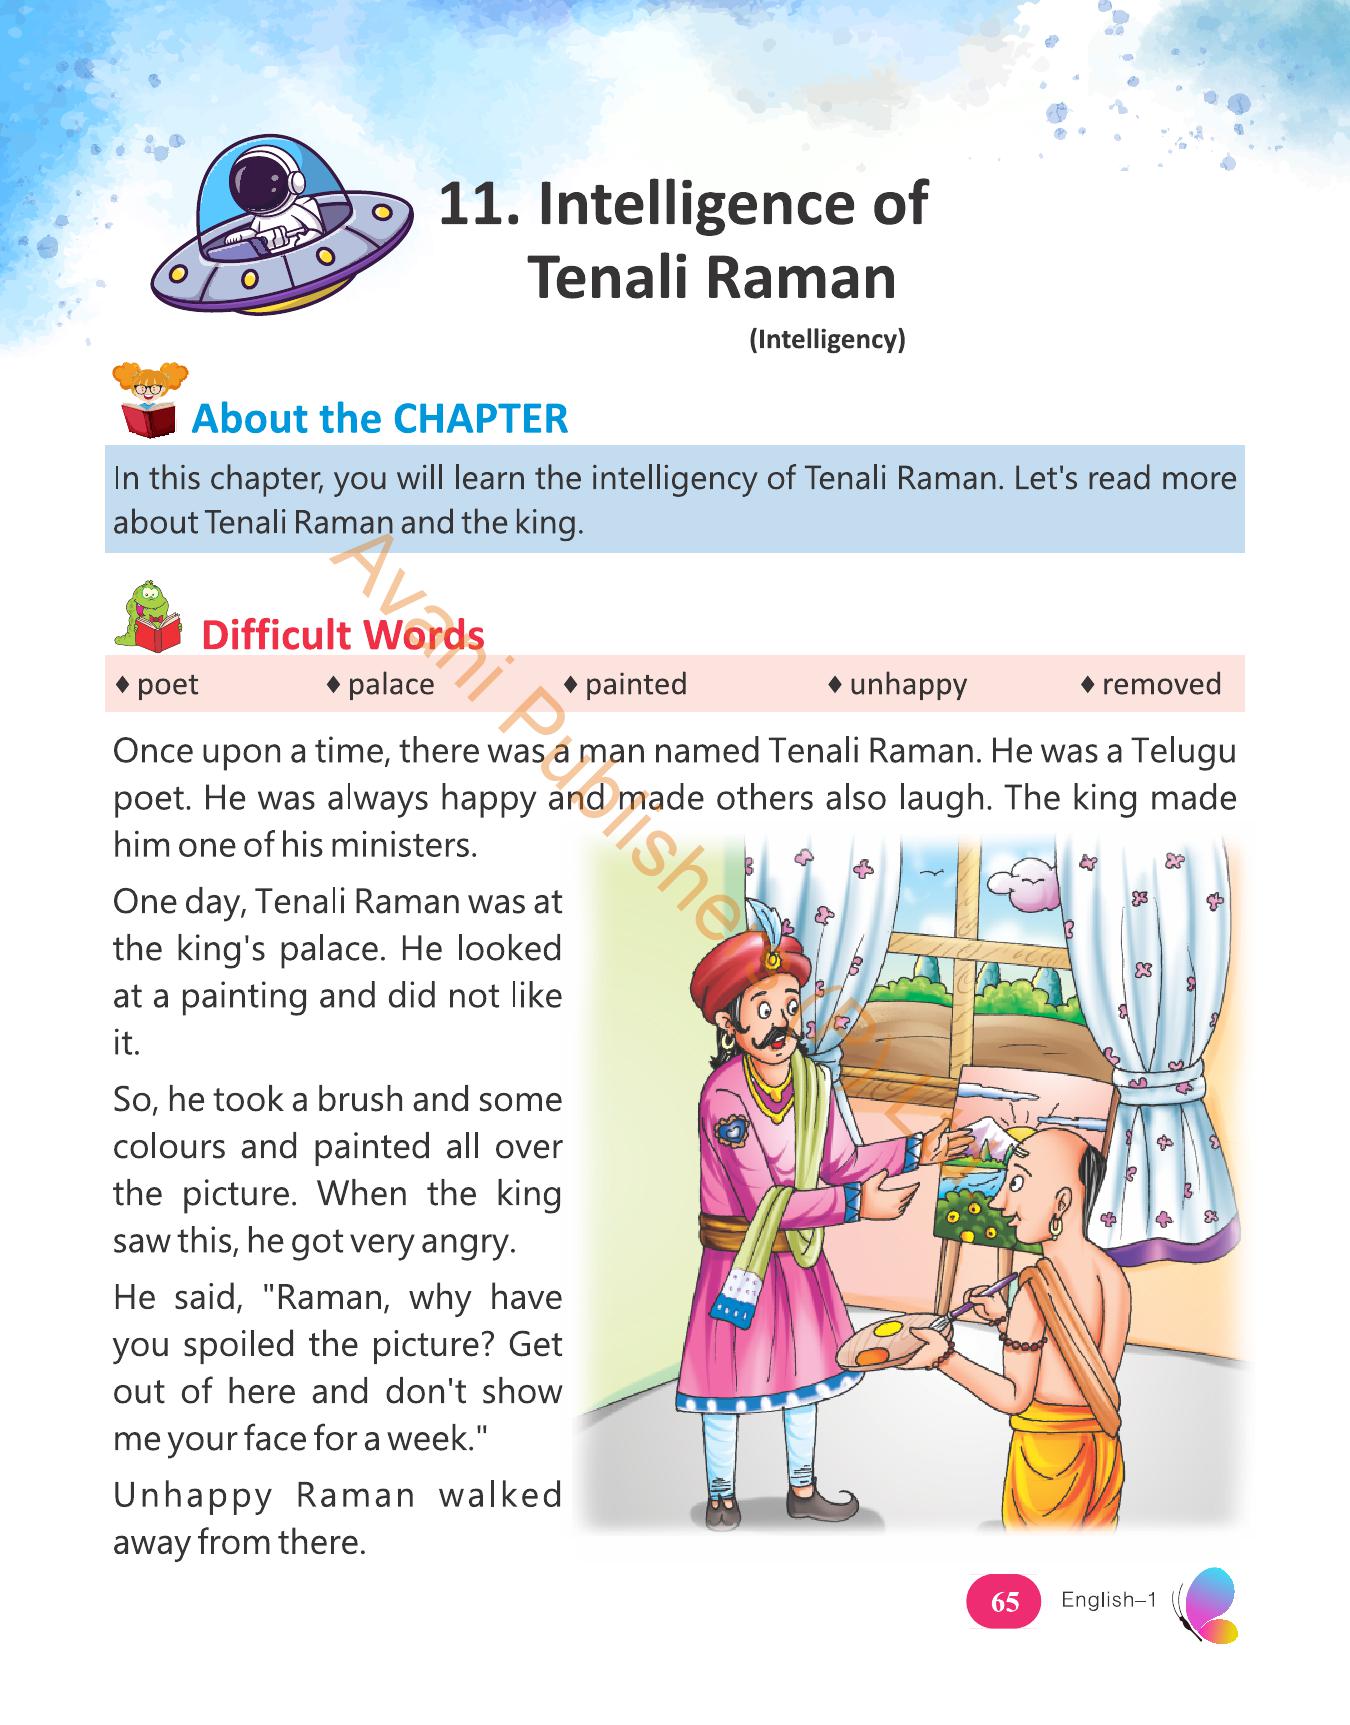 11. Intelligence of
Tenali Raman
(Intelligency)
About the CHAPTER
In this chapter, you will learn the intelligency of Tenali Raman. Let's read more
about Tenali Raman and the king.
Difficult Words
♦ poet ♦ palace ♦ painted ♦ unhappy ♦ removed
Once upon a time, there was a man named Tenali Raman. He was a Telugu
poet. He was always happy and made others also laugh. The king made
him one of his ministers.
One day, Tenali Raman was at
the king's palace. He looked
at a painting and did not like
it.
So, he took a brush and some
colours and painted all over
the picture. When the king
saw this, he got very angry.
He said, "Raman, why have
you spoiled the picture? Get
out of here and don't show
me your face for a week."
Unhappy Raman walked
away from there.
65 English–1
Avani Publishers